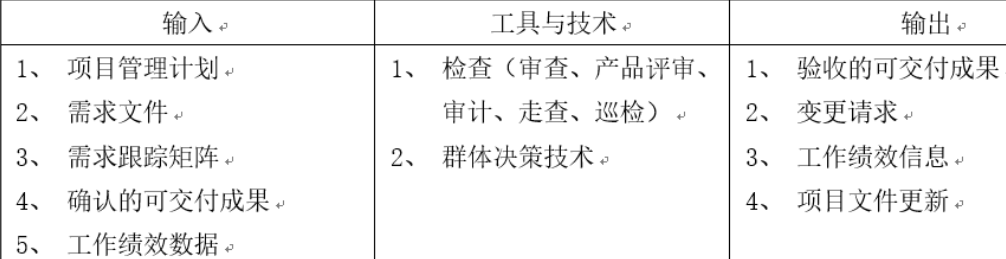 输入
工具与技术
输出
1、 项目管理计划
2、 需求文件
3、 需求跟踪矩阵
4、 确认的可交付成果
5、 工作绩效数据
1、 检查（审查、产品评审、
审计、走查、巡检）
2、 群体决策技术
1、 验收的可交付成果
2、 变更请求
3、 工作绩效信息
4、 项目文件更新